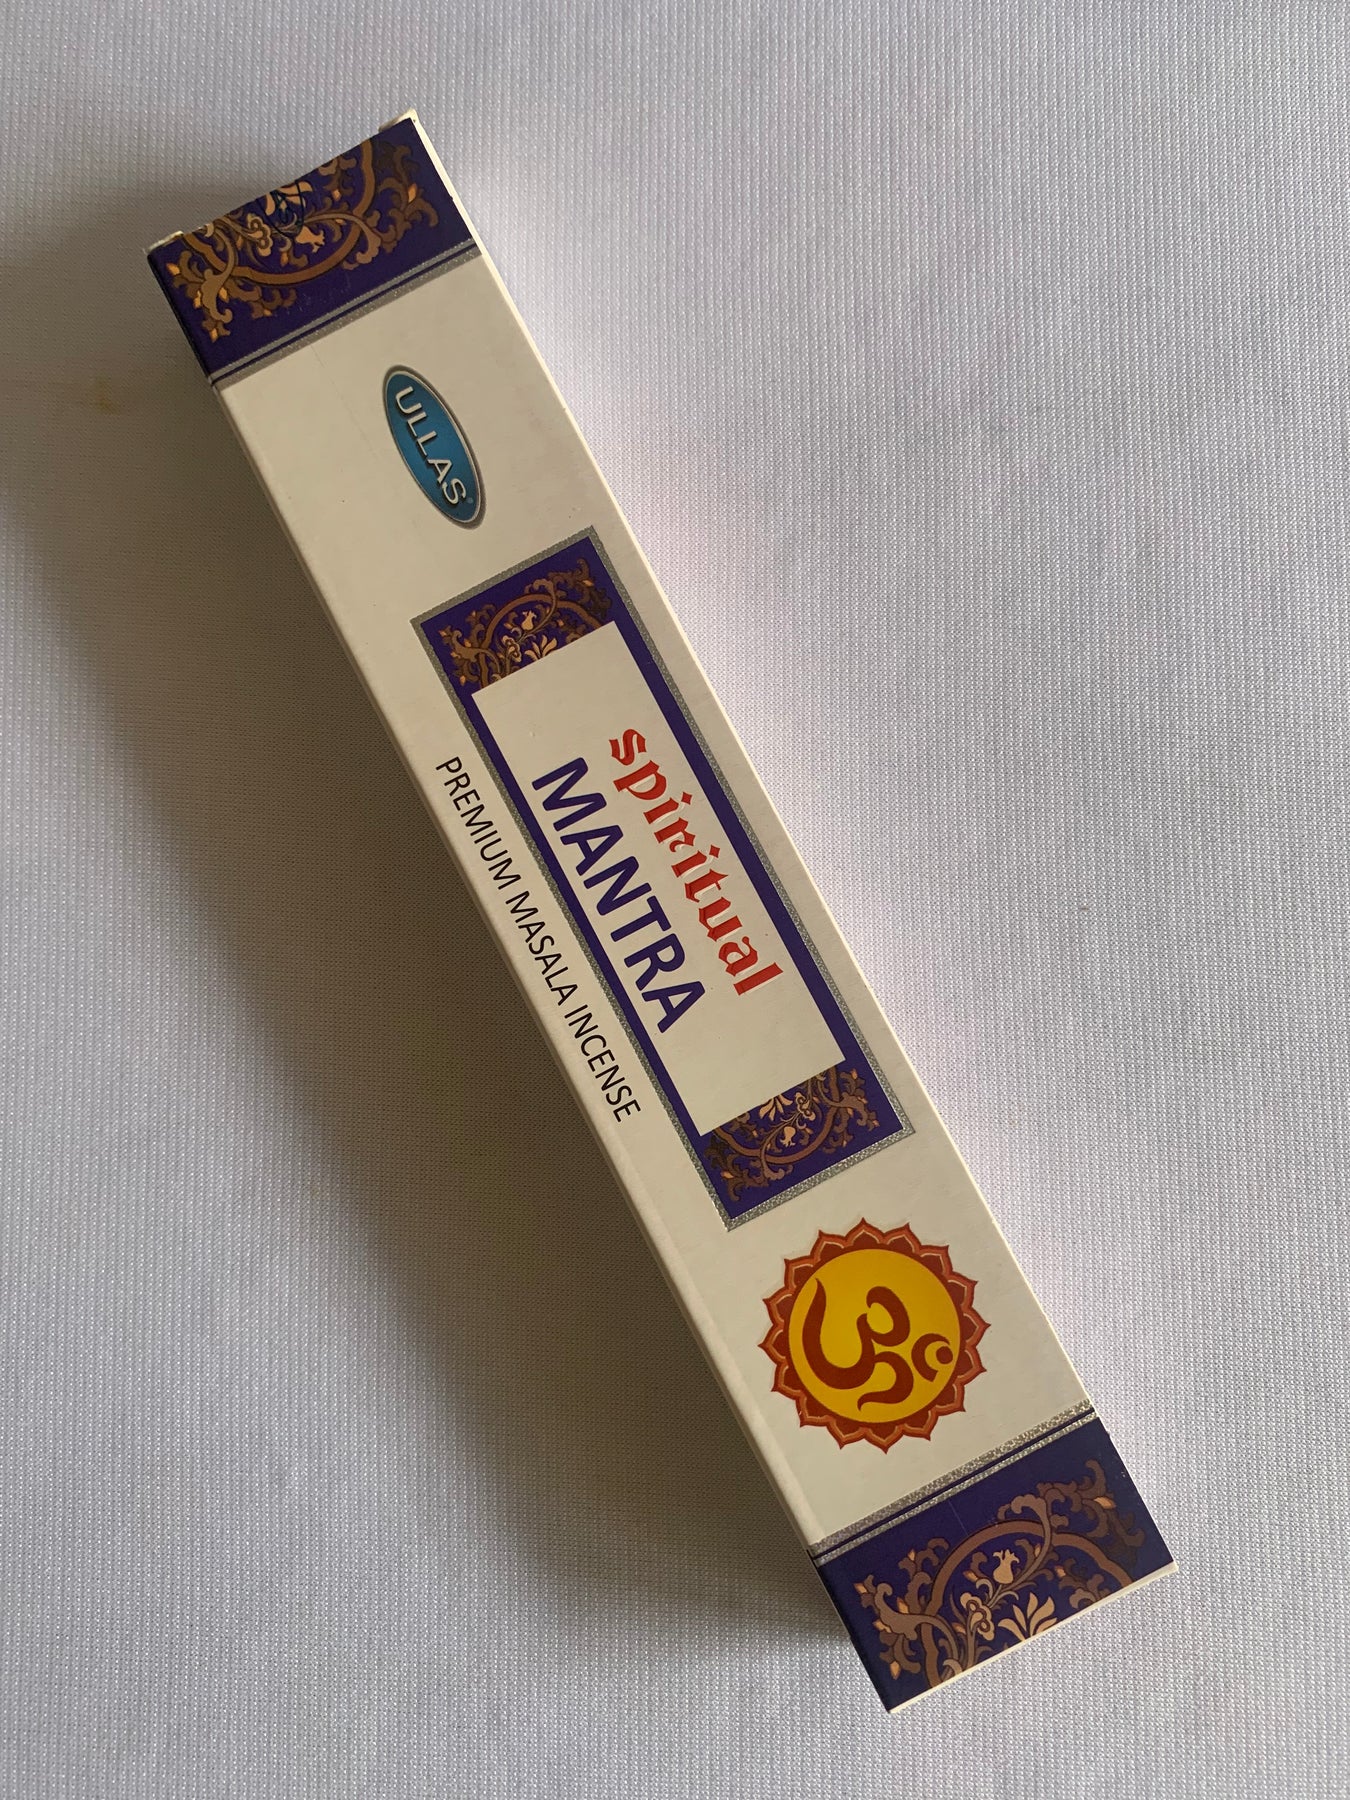 ULLAS®
spiritual
MANTRA
PREMIUM MASALA INCENSE
ॐ